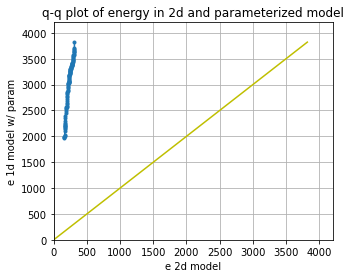 q-q plot of energy in 2d and parameterized model
4000
3500
3000
2500
2000
1500
1000
500
0
e 1d model w/ param
0 500 1000 1500 2000 2500 3000 3500 4000
e 2d model